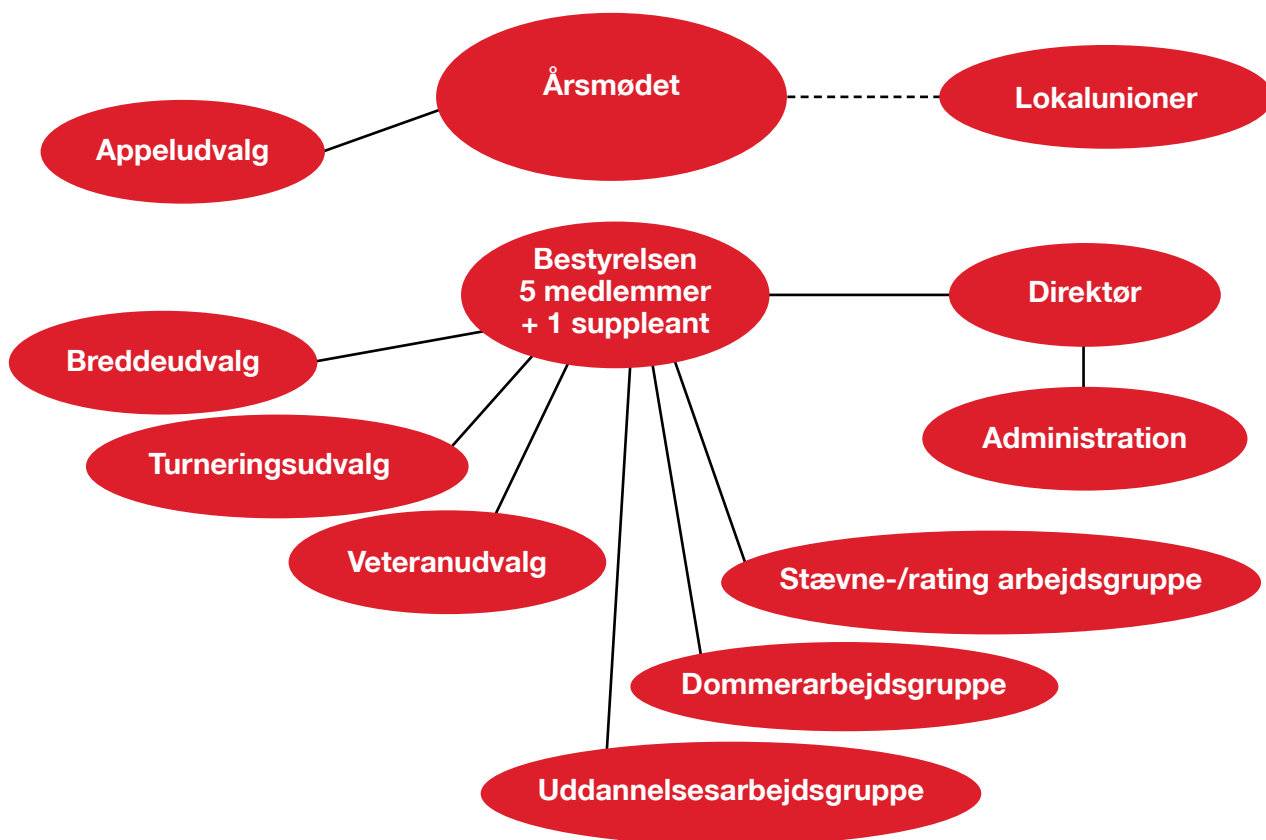 Årsmødet
Lokalunioner
Appeludvalg
Bestyrelsen
5 medlemmer
+ 1 suppleant
Direktør
Breddeudvalg
Administration
Turneringsudvalg
Veteranudvalg
Stævne-/rating arbejdsgruppe
Dommerarbejdsgruppe
Uddannelsesarbejdsgruppe